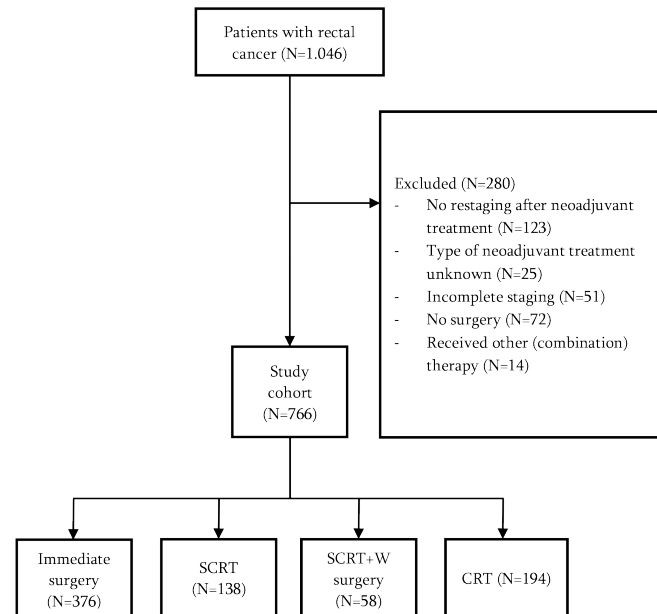 Patients with rectal
cancer (N=1.046)
Excluded (N=280)
- No restaging after neoadjuvant
treatment (N=123)
- Type of neoadjuvant treatment
unknown (N=25)
- Incomplete staging (N=51)
- No surgery (N=72)
- Received other (combination)
therapy (N=14)
Study
cohort
(N=766)
Immediate
surgery
(N=376)
SCRT
(N=138)
SCRT+W
surgery
(N=58)
CRT (N=194)